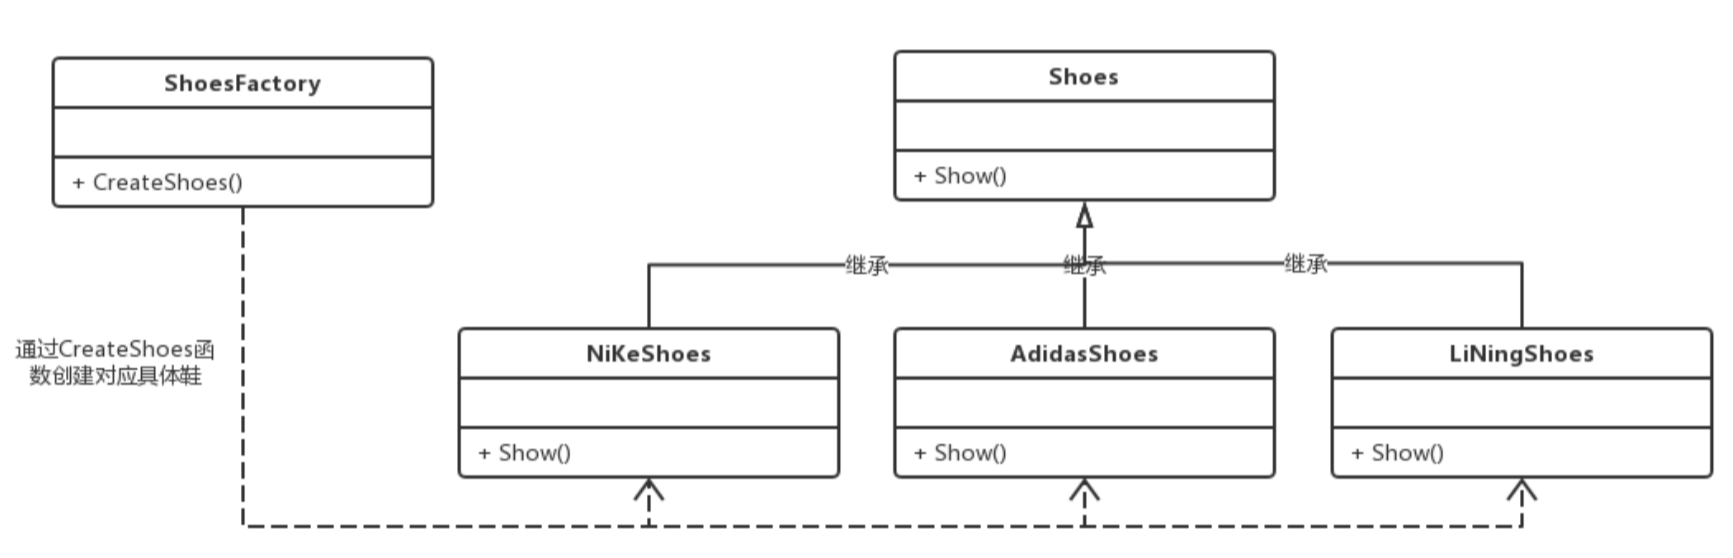 ShoesFactory
+ CreateShoes()
Shoes
+ Show()
继承
继承
继承
通过CreateShoes函
数创建对应具体鞋
NiKeShoes
+ Show()
AdidasShoes
+ Show()
LiNingShoes
+ Show()